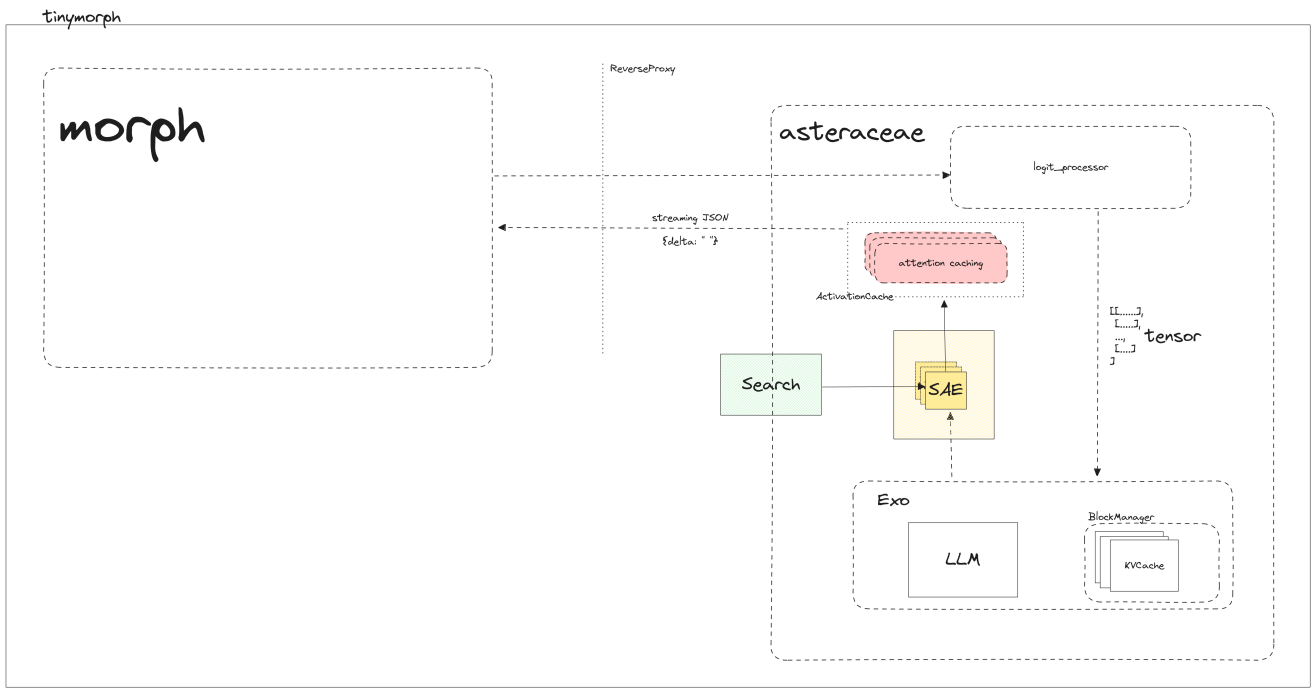 tinymorph
ReverseProxy
morph
asteraceae
logit_processor
streaming JSON
{delta: " "}
attention caching
ActivationCache
[[......],
[.....],
...,
[.....]
]
tensor
Search
SAE
Exo
BlockManager
LLM
KVCache